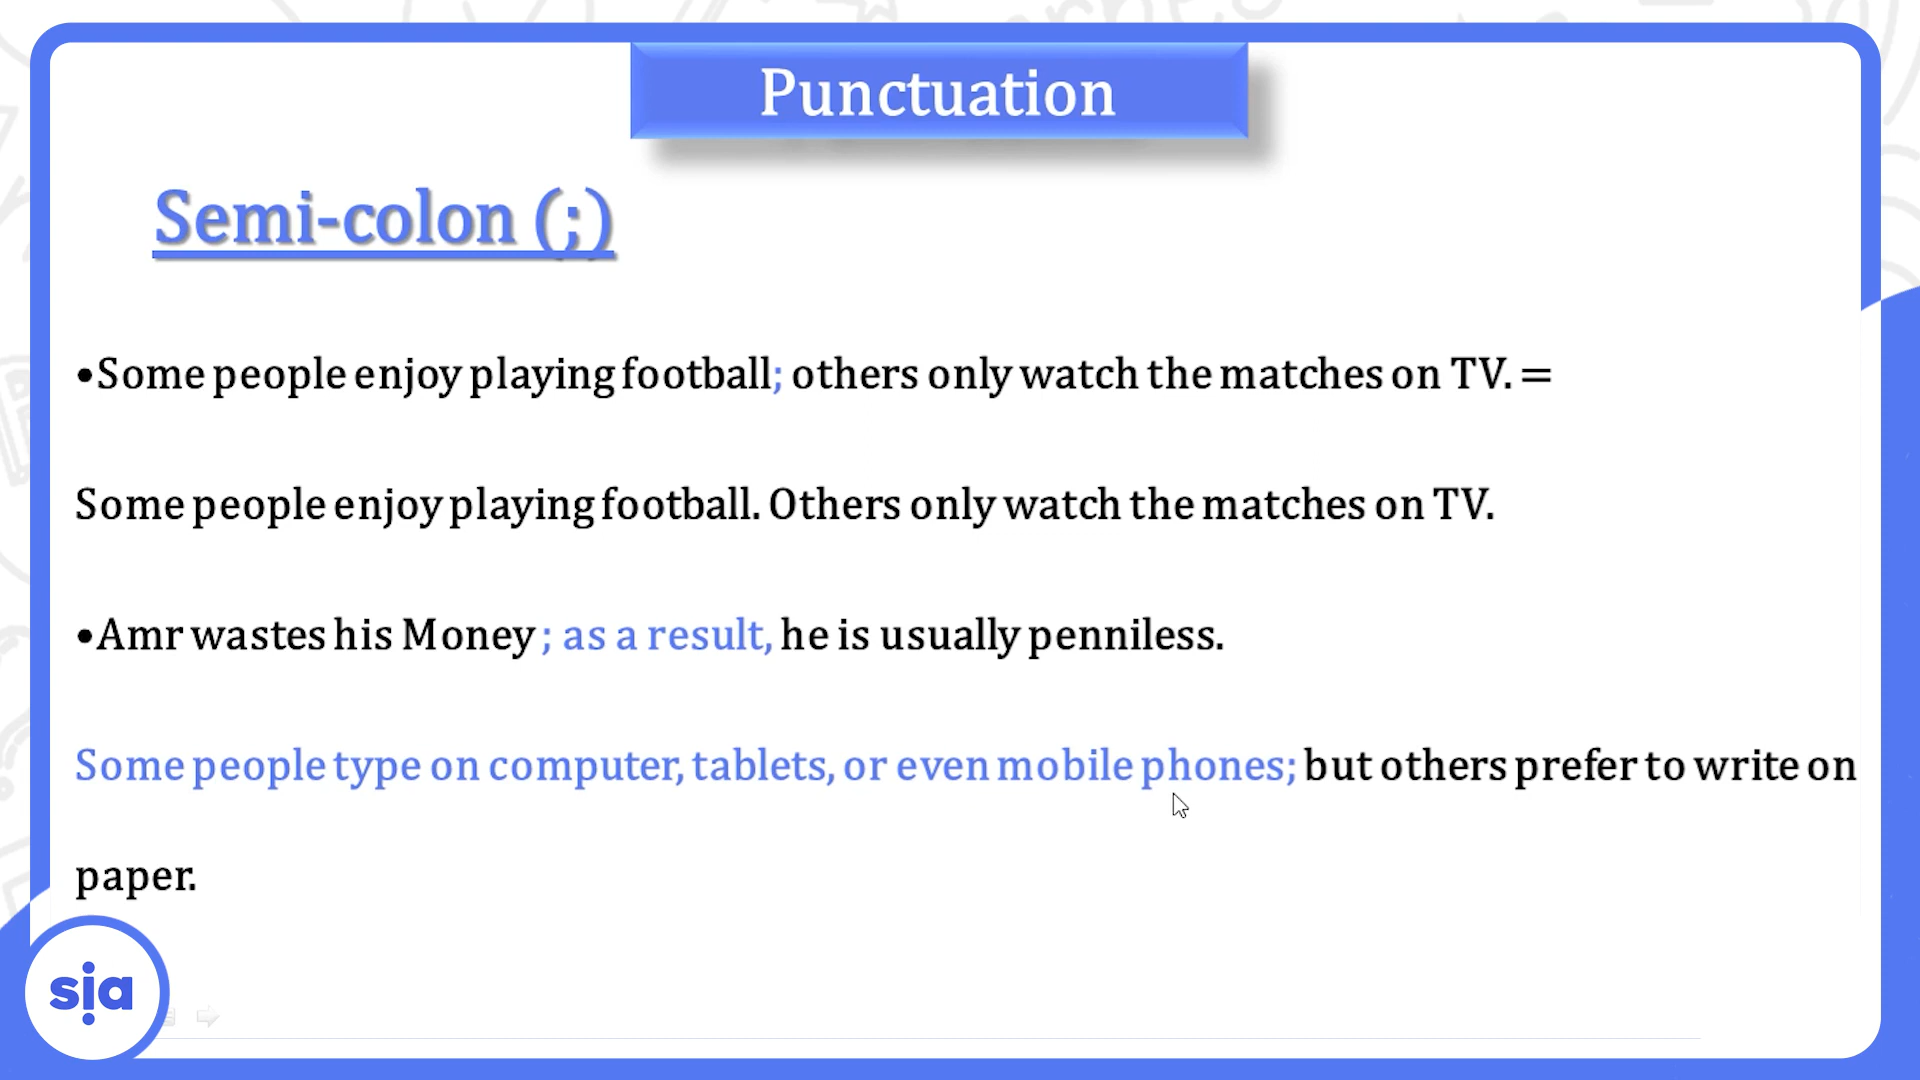 Punctuation
Semi-colon (;)
•Some people enjoy playing football; others only watch the matches on TV. =
Some people enjoy playing football. Others only watch the matches on TV.
•Amr wastes his Money ; as a result, he is usually penniless.
Some people type on computer, tablets, or even mobile phones; but others prefer to write on
paper.
sia